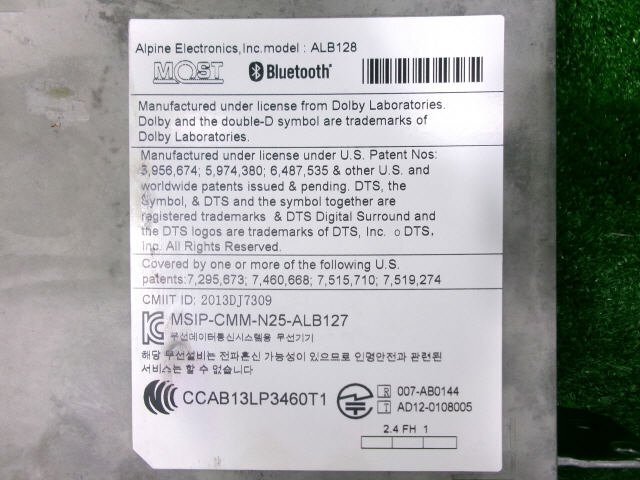 Alpine Electronics,Inc.model : ALB128
MOST Bluetooth®
Manufactured under license from Dolby Laboratories.
Dolby and the double-D symbol are trademarks of
Dolby Laboratories.
Manufactured under license under U.S. Patent Nos:
5,956,674; 5,974,380; 6,487,535 & other U.S. and
worldwide patents issued & pending. DTS, the
Symbol, & DTS and the symbol together are
registered trademarks & DTS Digital Surround and
the DTS logos are trademarks of DTS, Inc. o DTS,
Inc. All Rights Reserved.
Covered by one or more of the following U.S.
patents:7,295,673; 7,460,668; 7,515,710; 7,519,274
CMIIT ID: 2013DJ7309
MSIP-CMM-N25-ALB127
무선데이터통신시스템용 무선기기
해당 무선설비는 전파혼신 가능성이 있으므로 인명안전과 관련된
서비스는 할 수 없습니다
CCAB13LP3460T1
R 007-AB0144
T AD12-0108005
2.4 FH 1